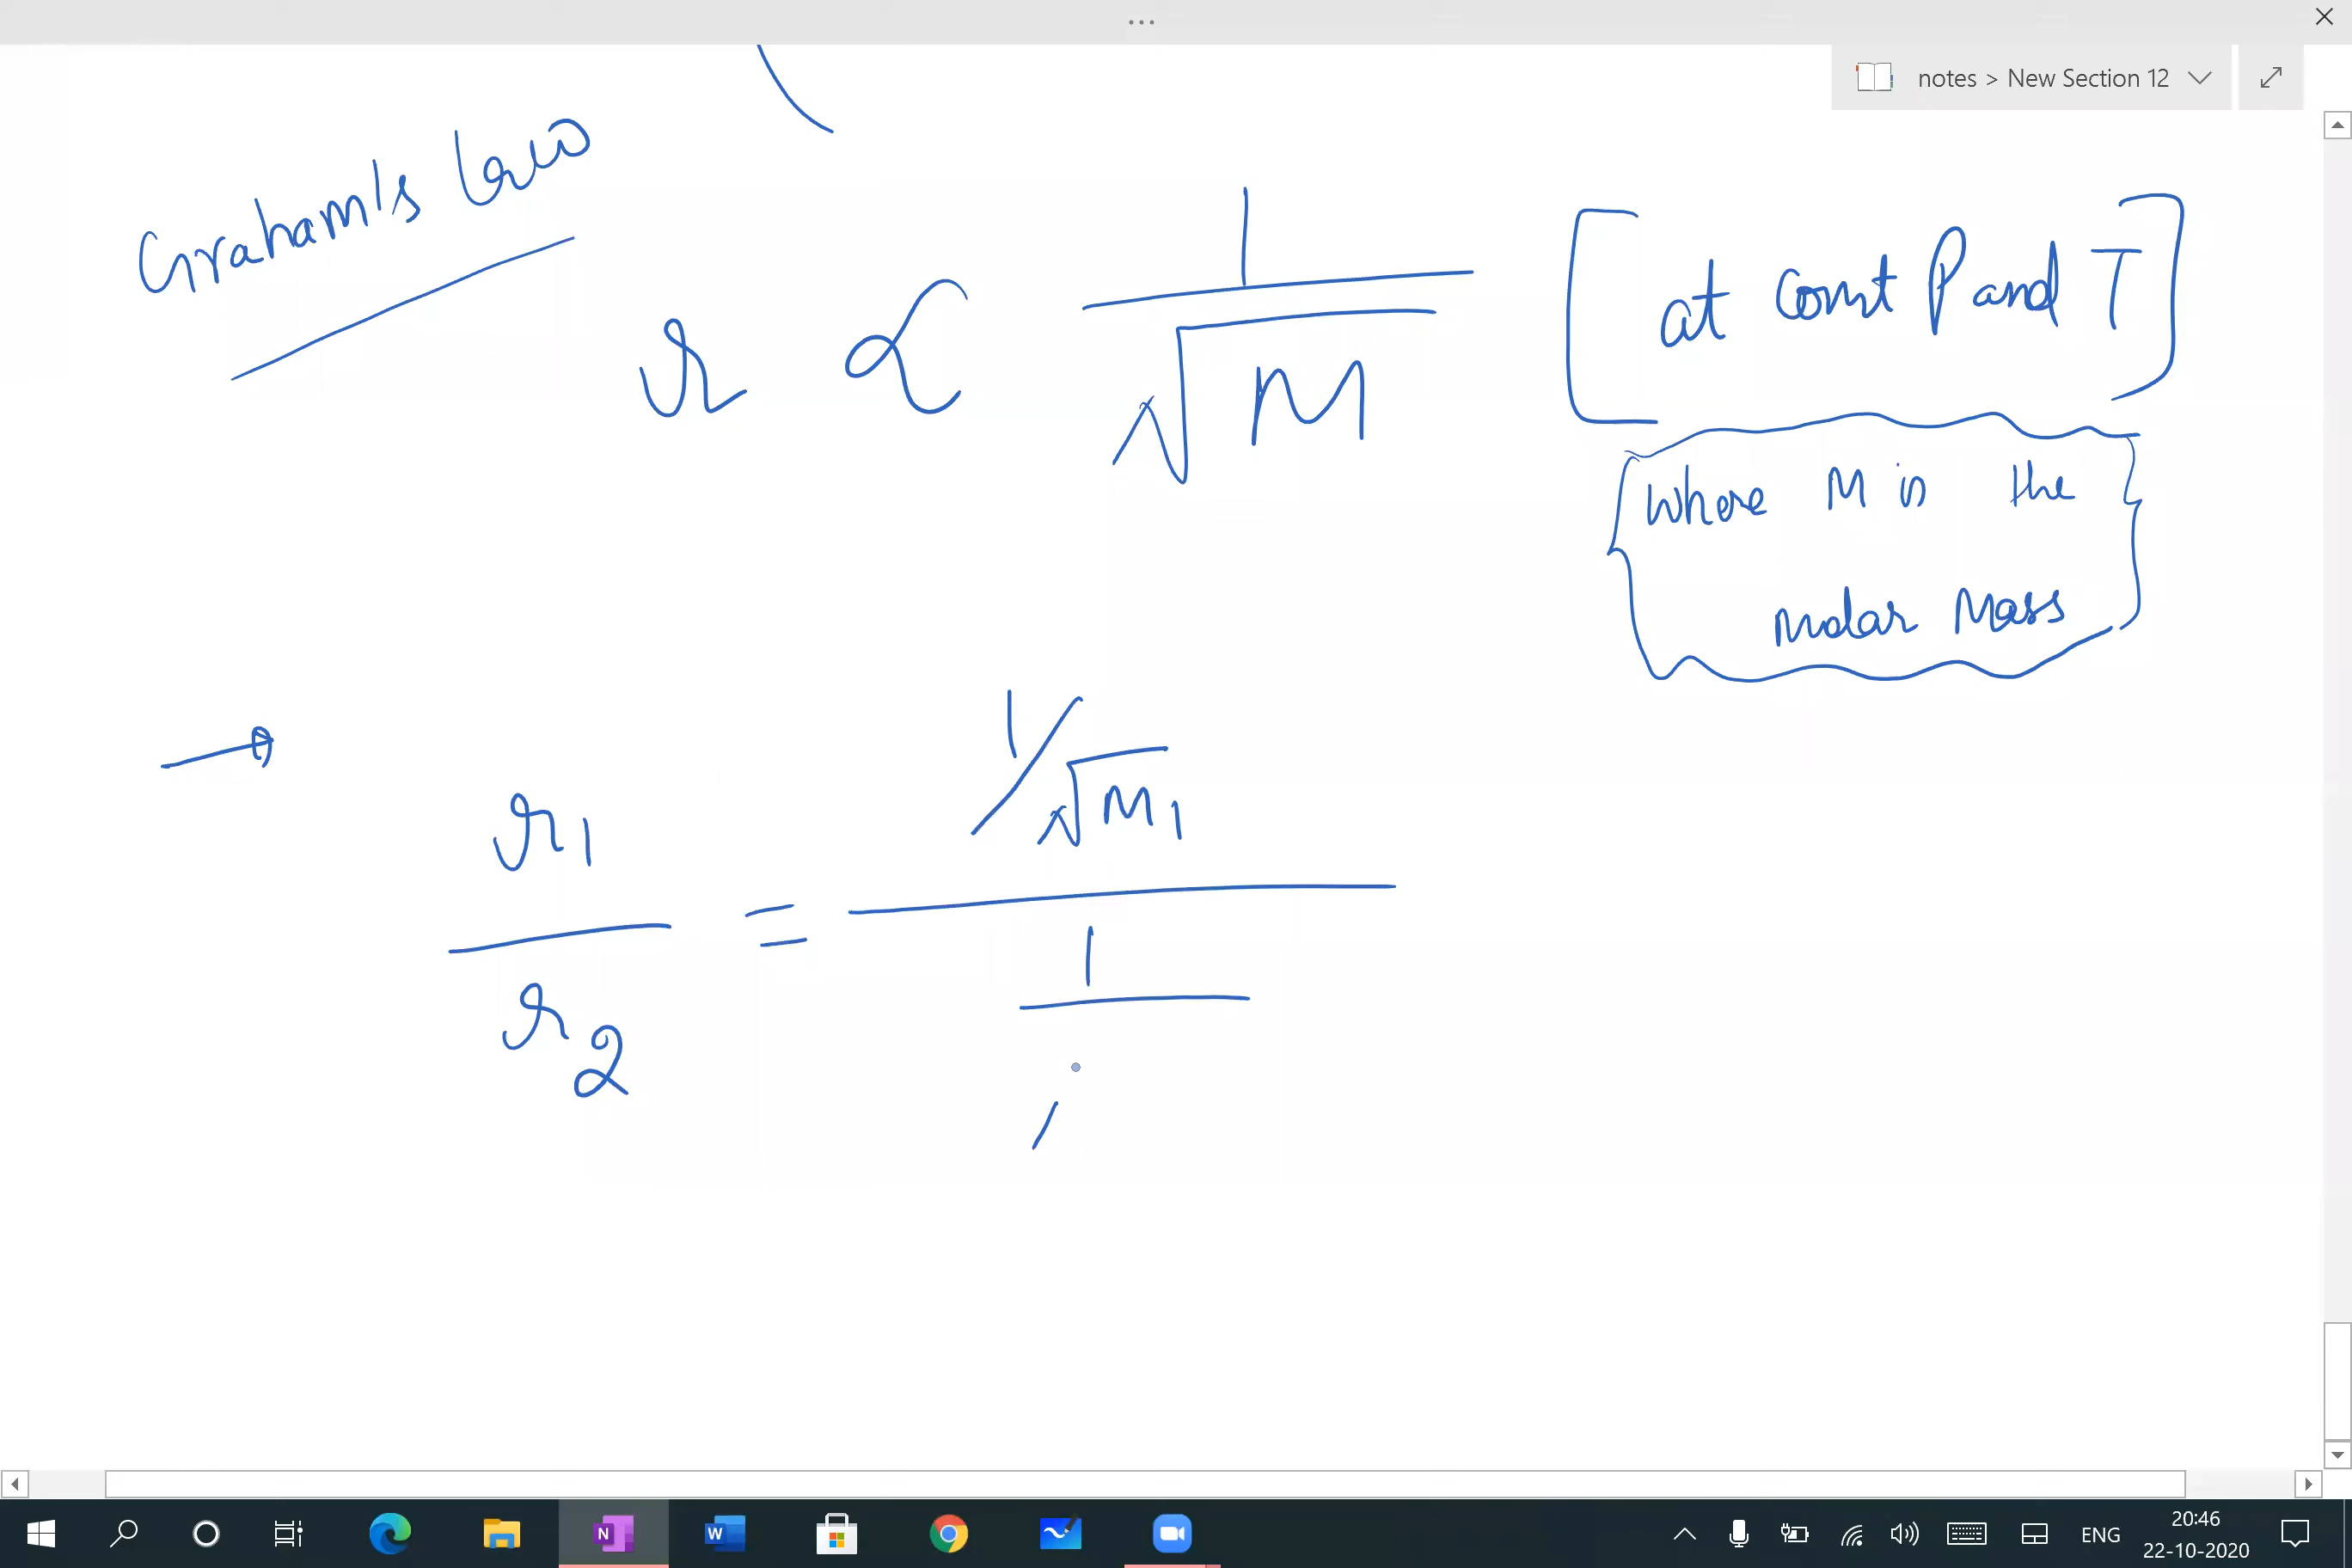 ...
notes > New Section 12
Graham's law
r ∝ 1/√M
[at const P and T]
{where M is the
molar mass}
→ r1/r2 = (1/√M1)/(1/
ENG
20:46
22-10-2020